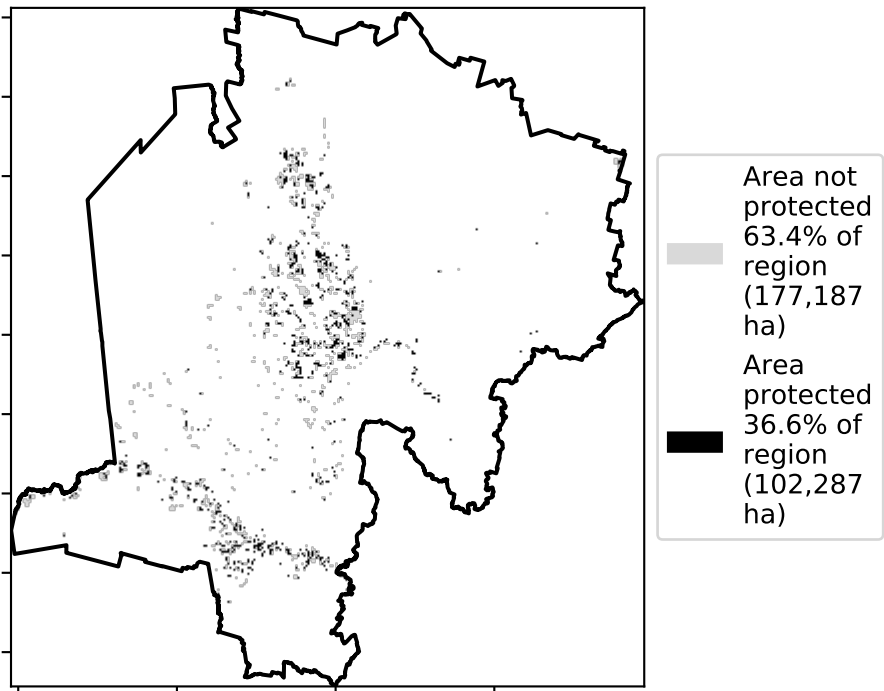 Area not
protected
63.4% of
region
(177,187
ha)
Area
protected
36.6% of
region
(102,287
ha)